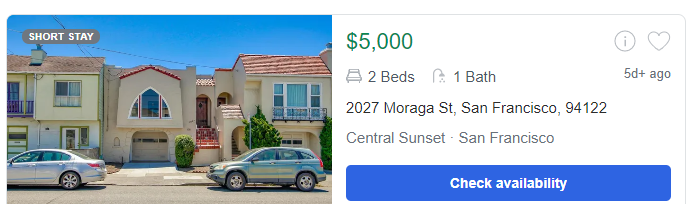 SHORT STAY
$5,000
2 Beds 1 Bath
5d+ ago
2027 Moraga St, San Francisco, 94122
Central Sunset · San Francisco
Check availability